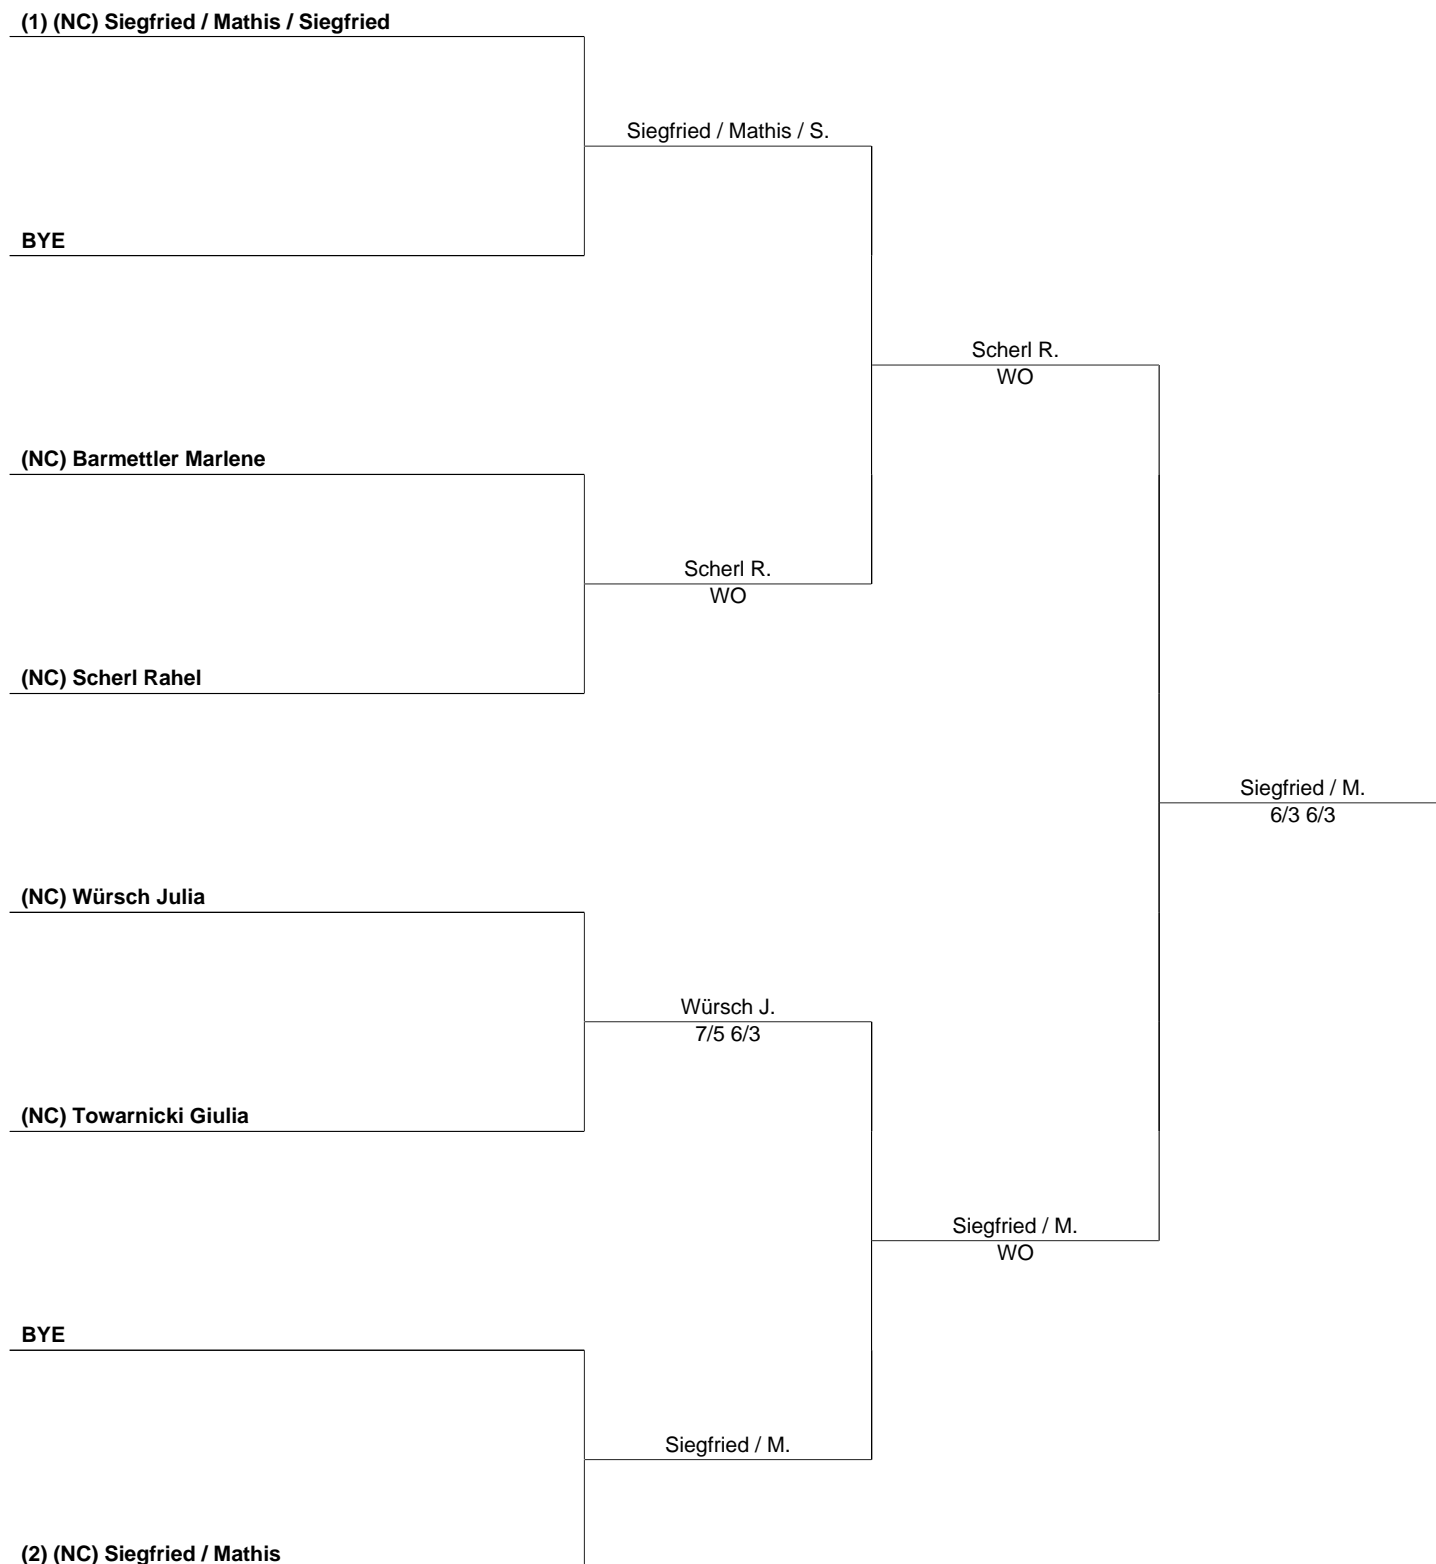 (1) (NC) Siegfried / Mathis / Siegfried
Siegfried / Mathis / S.
BYE
Scherl R.
WO
(NC) Barmettler Marlene
Scherl R.
WO
(NC) Scherl Rahel
Siegfried / M.
6/3 6/3
(NC) Würsch Julia
Würsch J.
7/5 6/3
(NC) Towarnicki Giulia
Siegfried / M.
WO
BYE
Siegfried / M.
(2) (NC) Siegfried / Mathis